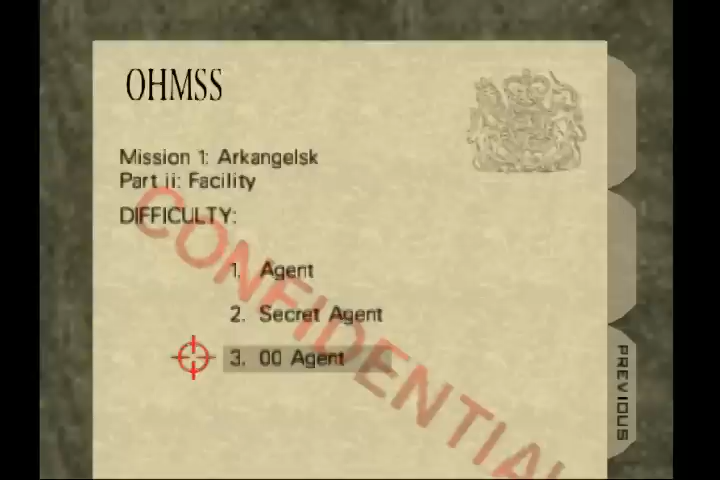 OHMSS
Mission 1: Arkangelsk
Part ii: Facility
DIFFICULTY:
1. Agent
2. Secret Agent
3. 00 Agent
CONFIDENTIAL
PREVIOUS